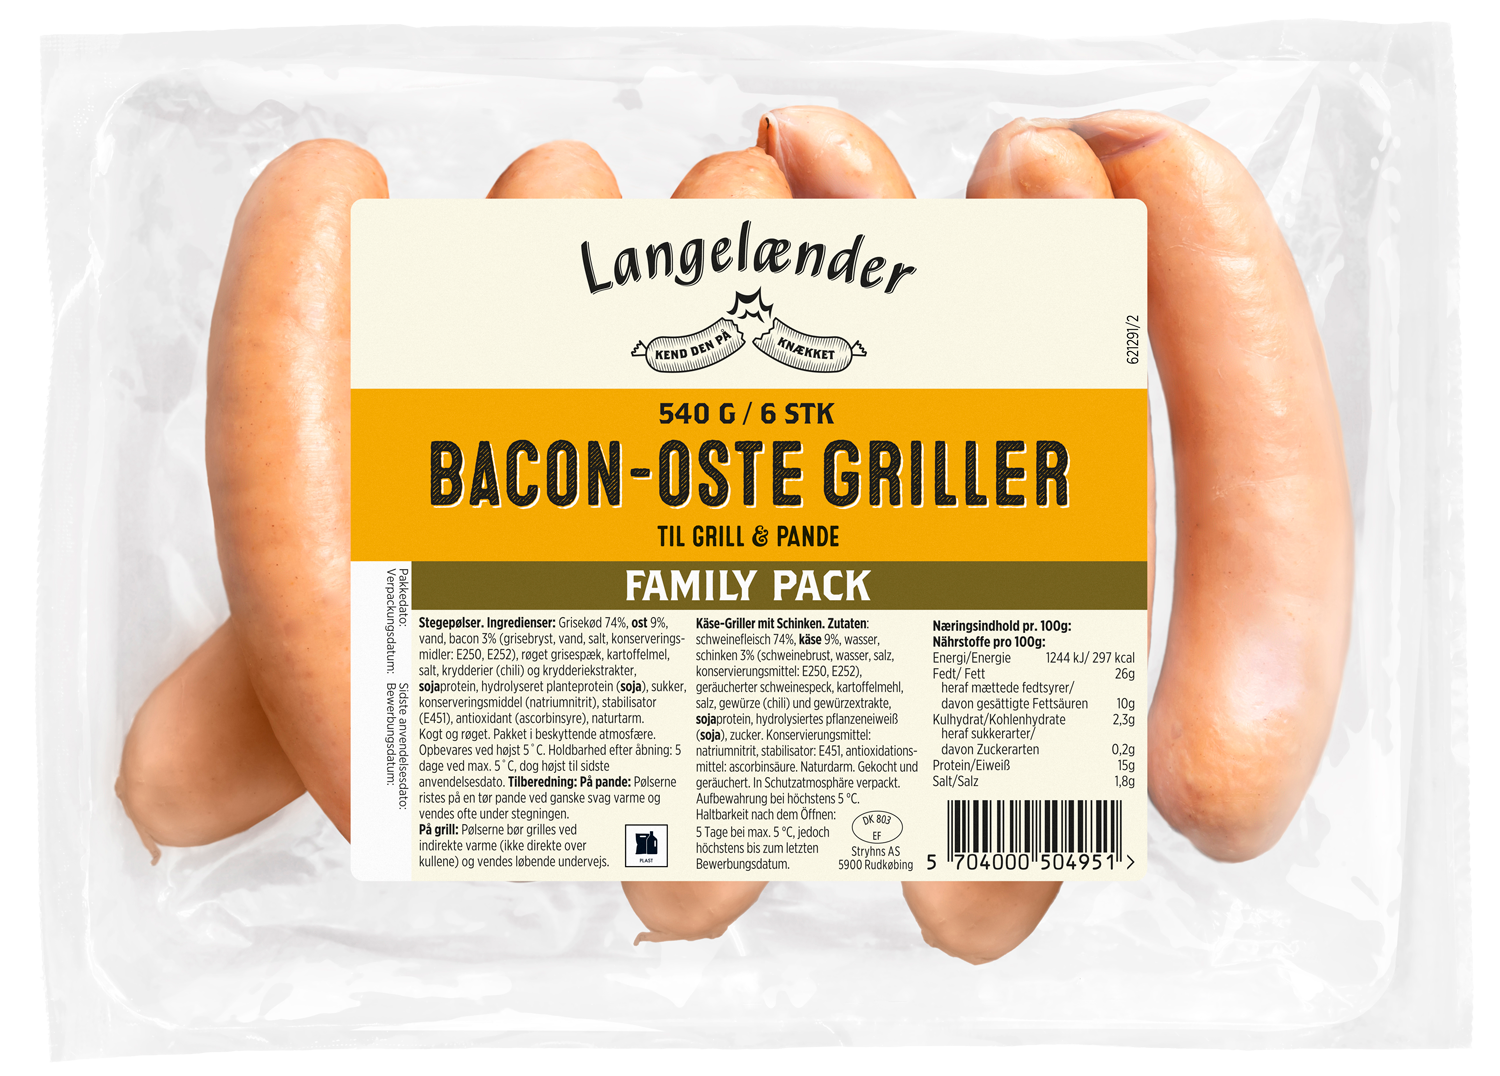 Langelænder
KEND DEN PÅ
KNÆKKET
621291/2
540 G / 6 STK
BACON-OSTE GRILLER
TIL GRILL & PANDE
FAMILY PACK
Pakkedato:
Verpackungsdatum:
Sidste anvendelsesdato:
Bewerbungsdatum:
Stegepølser. Ingredienser: Grisekød 74%, ost 9%,
vand, bacon 3% (grisebryst, vand, salt, konserverings-
midler: E250, E252), røget grisespæk, kartoffelmel,
salt, krydderier (chili) og krydderiekstrakter,
sojaprotein, hydrolyseret planteprotein (soja), sukker,
konserveringsmiddel (natriumnitrit), stabilisator
(E451), antioxidant (ascorbinsyre), naturtarm.
Kogt og røget. Pakket i beskyttende atmosfære.
Opbevares ved højst 5˚C. Holdbarhed efter åbning: 5
dage ved max. 5˚C, dog højst til sidste
anvendelsesdato. Tilberedning: På pande: Pølserne
ristes på en tør pande ved ganske svag varme og
vendes ofte under stegningen.
På grill: Pølserne bør grilles ved
indirekte varme (ikke direkte over
kullene) og vendes løbende undervejs.
PLAST
Käse-Griller mit Schinken. Zutaten:
schweinefleisch 74%, käse 9%, wasser,
schinken 3% (schweinebrust, wasser, salz,
konservierungsmittel: E250, E252),
geräucherter schweinespeck, kartoffelmehl,
salz, gewürze (chili) und gewürzextrakte,
sojaprotein, hydrolysiertes pflanzeneiweiß
(soja), zucker. Konservierungsmittel:
natriumnitrit, stabilisator: E451, antioxidations-
mittel: ascorbinsäure. Naturdarm. Gekocht und
geräuchert. In Schutzatmosphäre verpackt.
Aufbewahrung bei höchstens 5 °C.
Haltbarkeit nach dem Öffnen:
5 Tage bei max. 5 °C, jedoch
höchstens bis zum letzten
Bewerbungsdatum.
DK 803
EF
Stryhns AS
5900 Rudkøbing
Næringsindhold pr. 100g:
Nährstoffe pro 100g:
Energi/Energie 1244 kJ/ 297 kcal
Fedt/ Fett 26g
heraf mættede fedtsyrer/
davon gesättigte Fettsäuren 10g
Kulhydrat/Kohlenhydrate 2,3g
heraf sukkerarter/
davon Zuckerarten 0,2g
Protein/Eiweiß 15g
Salt/Salz 1,8g
5 704000 504951 >